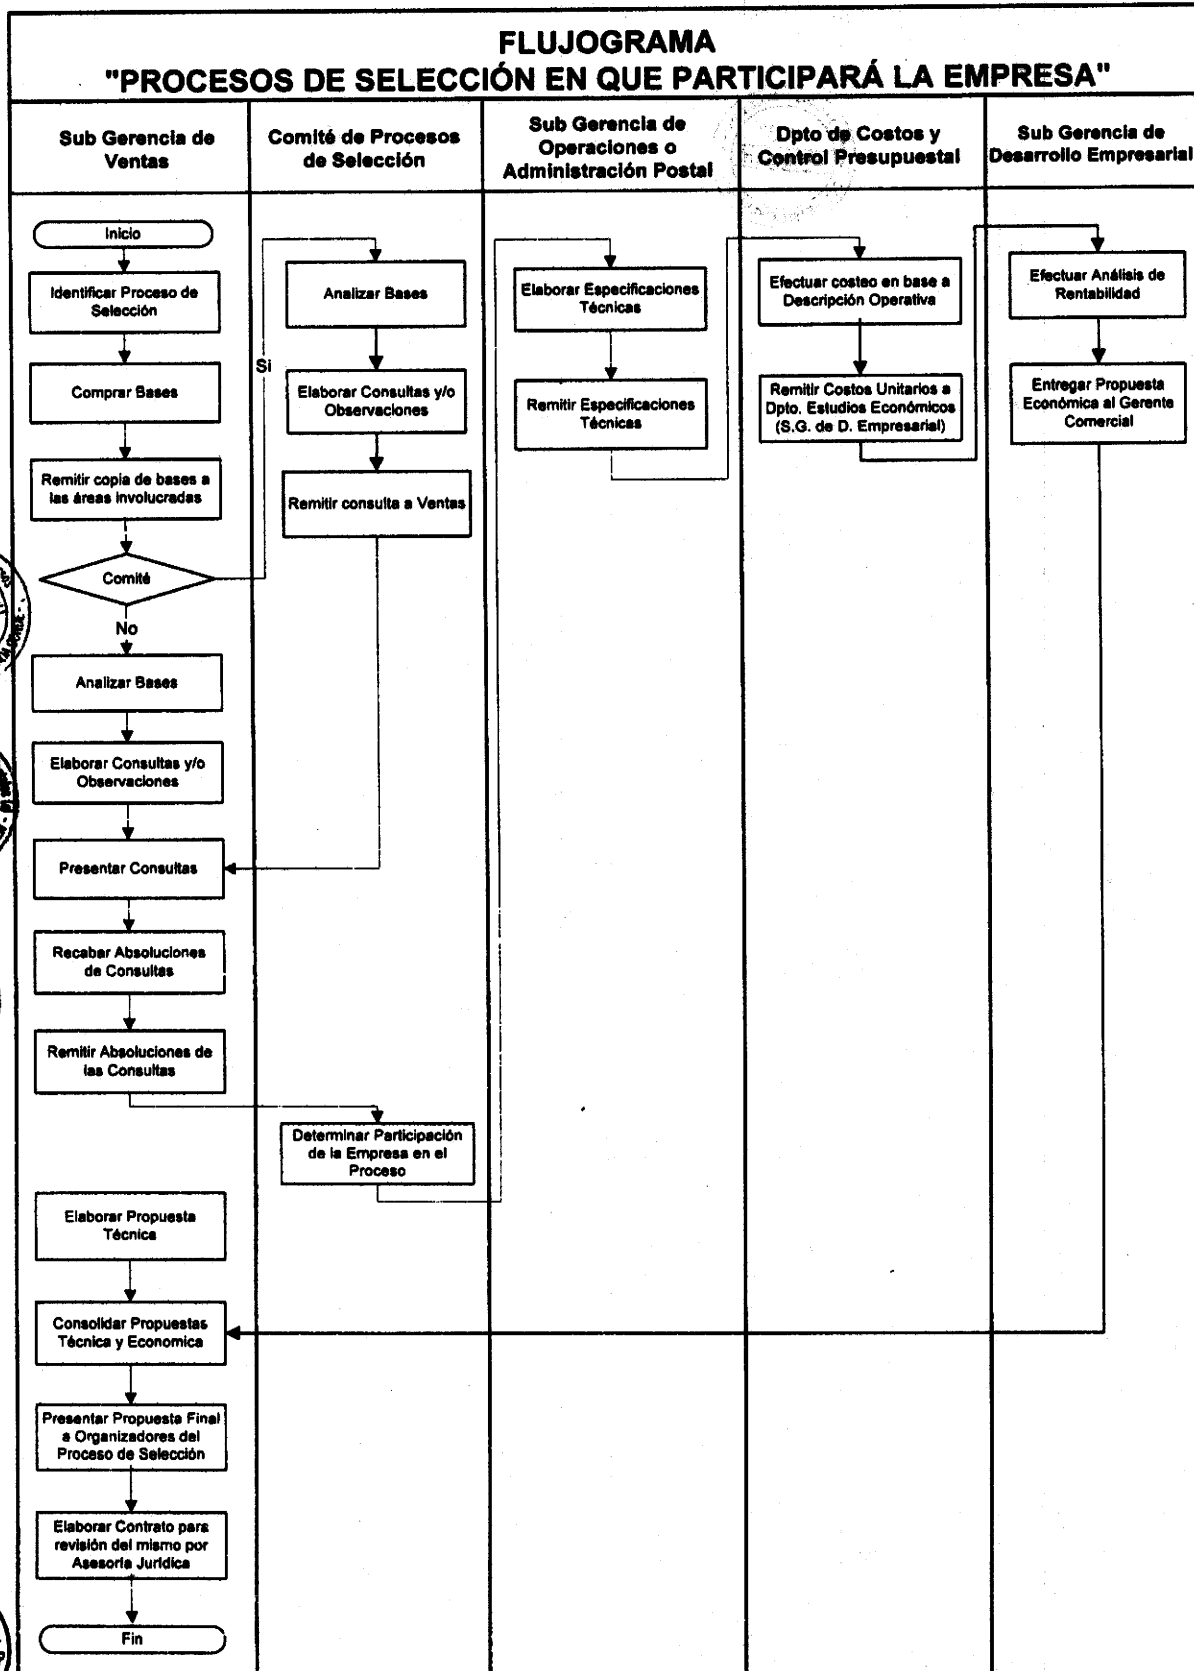 FLUJOGRAMA
"PROCESOS DE SELECCIÓN EN QUE PARTICIPARÁ LA EMPRESA"
Sub Gerencia de
Ventas
Comité de Procesos
de Selección
Sub Gerencia de
Operaciones o
Administración Postal
Dpto de Costos y
Control Presupuestal
Sub Gerencia de
Desarrollo Empresarial
Inicio
Identificar Proceso de
Selección
Comprar Bases
Remitir copia de bases a
las áreas involucradas
Comité
Si
No
Analizar Bases
Elaborar Consultas y/o
Observaciones
Presentar Consultas
Recabar Absoluciones
de Consultas
Remitir Absoluciones de
las Consultas
Elaborar Propuesta
Técnica
Consolidar Propuestas
Técnica y Economica
Presentar Propuesta Final
a Organizadores del
Proceso de Selección
Elaborar Contrato para
revisión del mismo por
Asesoría Jurídica
Fin
Analizar Bases
Elaborar Consultas y/o
Observaciones
Remitir consulta a Ventas
Determinar Participación
de la Empresa en el
Proceso
Elaborar Especificaciones
Técnicas
Remitir Especificaciones
Técnicas
Efectuar costeo en base a
Descripción Operativa
Remitir Costos Unitarios a
Dpto. Estudios Económicos
(S.G. de D. Empresarial)
Efectuar Análisis de
Rentabilidad
Entregar Propuesta
Económica al Gerente
Comercial